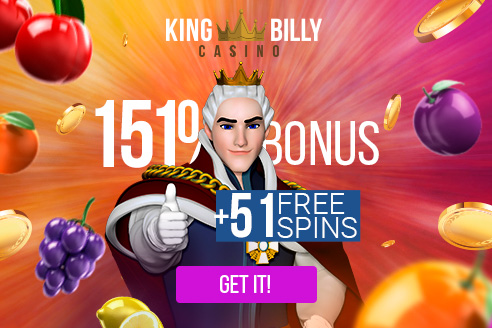 KING BILLY
CASINO
151% BONUS
+51 FREE
SPINS
GET IT!